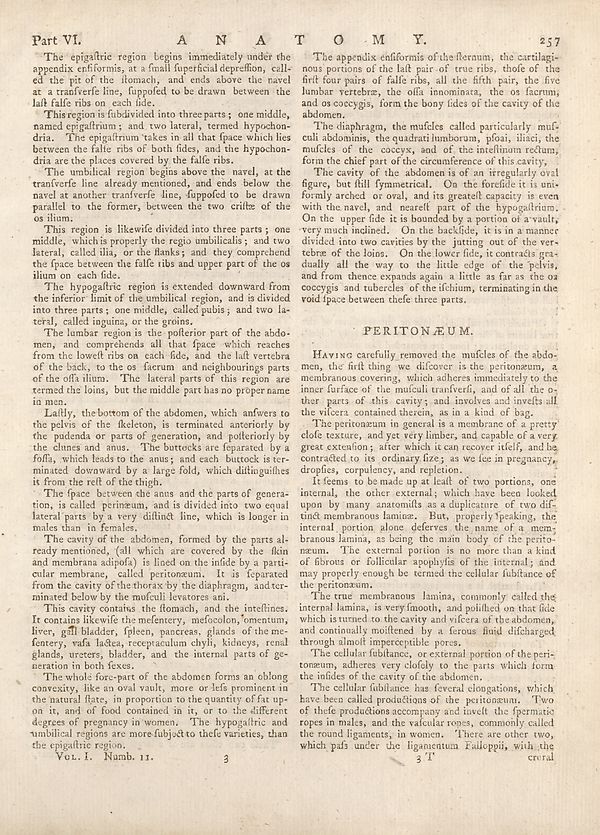 Part VI. A N A T O M Y. 257
The epigaſtric region begins immediately under the
appendix enſiformis, at a ſmall ſuperficial depreſſion, call-
ed the pit of the ſtomach, and ends above the navel
at a tranſverſe line, ſuppoſed to be drawn between the
laſt falſe ribs on each ſide.
This region is ſubdivided into three parts; one middle,
named epigaſtrium; and two lateral, termed hypochon-
dria. The epigaſtrium takes in all that ſpace which lies
between the falſe ribs of both ſides, and the hypochon-
dria are the places covered by the falſe ribs.
The umbilical region begins above the navel, at the
tranſverſe line already mentioned, and ends below the
navel at another tranſverſe line, ſuppoſed to be drawn
parallel to the former, between the two criſtæ of the
os ilium.
This region is likewiſe divided into three parts; one
middle, which is properly the regio umbilicalis; and two
lateral, called ilia, or the flanks; and they comprehend
the ſpace between the falſe ribs and upper part of the os
ilium on each ſide.
The hypogaſtric region is extended downward from
the inferior limit of the umbilical region, and is divided
into three parts; one middle, called pubis; and two la-
teral, called inguina, or the groins.
The lumbar region is the poſterior part of the abdo-
men, and comprehends all that ſpace which reaches
from the loweſt ribs on each ſide, and the laſt vertebra
of the back, to the os ſacrum and neighbouring parts
of the oſſa ilium. The lateral parts of this region are
termed the loins, but the middle part has no proper name
in men.
Laſtly, the bottom of the abdomen, which anſwers to
the pelvis of the ſkeleton, is terminated anteriorly by
the pudenda or parts of generation, and poſteriorly by
the clunes and anus. The buttocks are ſeparated by a
foſſa, which leads to the anus; and each buttock is ter-
minated downward by a large fold, which diſtinguiſhes
it from the reſt of the thigh.
The ſpace between the anus and the parts of genera-
tion, is called perinæum, and is divided into two equal
lateral parts by a very diſtinct line, which is longer in
males than in females.
The cavity of the abdomen, formed by the parts al-
ready mentioned, (all which are covered by the ſkin
and membrana adipoſa) is lined on the inſide by a parti-
cular membrane, called peritonæum. It is ſeparated
from the cavity of the thorax by the diaphragm, and ter-
minated below by the muſculi levatores ani.
This cavity contains the ſtomach, and the inteſtines.
It contains likewiſe the meſentery, meſocolon, omentum,
liver, gall bladder, ſpleen, pancreas, glands of the me-
ſentery, vaſa lactea, receptaculum chyli, kidneys, renal
glands, ureters, bladder, and the internal parts of ge-
neration in both ſexes.
The whole fore-part of the abdomen forms an oblong
convexity, like an oval vault, more or leſs prominent in
the natural ſtate, in proportion to the quantity of fat up-
on it, and of food contained in it, or to the different
degrees of pregnancy in women. The hypogaſtric and
umbilical regions are more ſubject to theſe varieties, than
the epigaſtric region.
VOL. I. Numb. 11. 3
The appendix enſiformis of the ſternum, the cartilagi-
nous portions of the laſt pair of true ribs, thoſe of the
firſt four pairs of falſe ribs, all the fifth pair, the five
lumbar vertebræ, the oſſa innominata, the os ſacrum,
and os coccygis, form the bony ſides of the cavity of the
abdomen.
The diaphragm, the muſcles called particularly muſ-
culi abdominis, the quadrati lumborum, pſoai, iliaci, the
muſcles of the coccyx, and of the inteſtinum rectum,
form the chief part of the circumference of this cavity.
The cavity of the abdomen is of an irregularly oval
figure, but ſtill ſymmetrical. On the foreſide it is uni-
formly arched or oval, and its greateſt capacity is even
with the navel, and neareſt part of the hypogaſtrium.
On the upper ſide it is bounded by a portion of a vault,
very much inclined. On the backſide, it is in a manner
divided into two cavities by the jutting out of the ver-
tebræ of the loins. On the lower ſide, it contracts gra-
dually all the way to the little edge of the pelvis,
and from thence expands again a little as far as the os
coccygis and tubercles of the iſchium, terminating in the
void ſpace between theſe three parts.
PERITONÆUM.
HAVING carefully removed the muſcles of the abdo-
men, the firſt thing we diſcover is the peritonæum, a
membranous covering, which adheres immediately to the
inner ſurface of the muſculi tranſverſi, and of all the o-
ther parts of this cavity; and involves and inveſts all
the viſcera contained therein, as in a kind of bag.
The peritonæum in general is a membrane of a pretty
cloſe texture, and yet very limber, and capable of a very
great extenſion; after which it can recover itſelf, and be
contracted to its ordinary ſize; as we ſee in pregnancy,
dropſies, corpulency, and repletion.
It ſeems to be made up at leaſt of two portions, one
internal, the other external; which have been looked
upon by many anatomiſts as a duplicature of two diſ-
tinct membranous laminæ. But, properly ſpeaking, the
internal portion alone deſerves the name of a mem-
branous lamina, as being the main body of the perito-
næum. The external portion is no more than a kind
of fibrous or follicular apophyſis of the internal; and
may properly enough be termed the cellular ſubſtance of
the peritonæum.
The true membranous lamina, commonly called the
internal lamina, is very ſmooth, and poliſhed on that ſide
which is turned to the cavity and viſcera of the abdomen,
and continually moiſtened by a ſerous fluid diſcharged
through almoſt imperceptible pores.
The cellular ſubſtance, or external portion of the peri-
tonæum, adheres very cloſely to the parts which form
the inſides of the cavity of the abdomen.
The cellular ſubſtance has ſeveral elongations, which
have been called productions of the peritonæum. Two
of theſe productions accompany and inveſt the ſpermatic
ropes in males, and the vaſcular ropes, commonly called
the round ligaments, in women. There are other two,
which paſs under the ligamentum Falloppii, with the
3 T crural